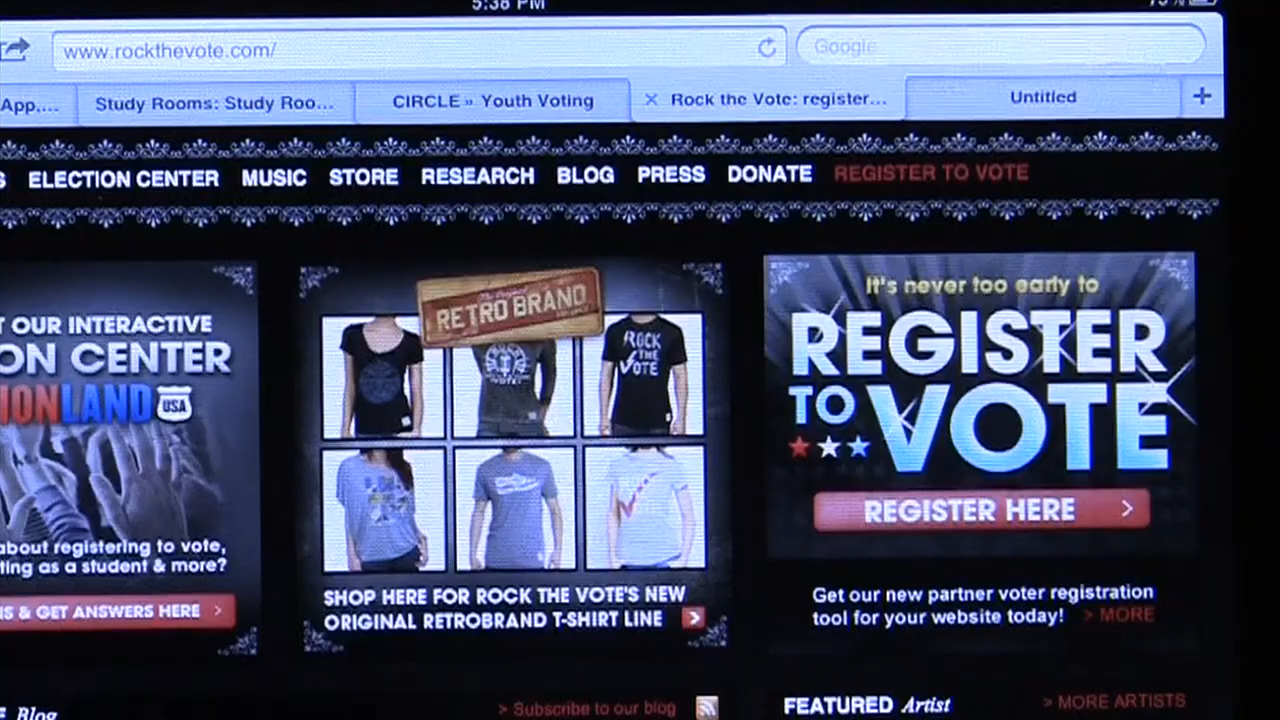 5:38 PM
www.rockthevote.com/
Google
App,...
Study Rooms: Study Roo...
CIRCLE » Youth Voting
Rock the Vote: register...
Untitled
ELECTION CENTER
MUSIC
STORE
RESEARCH
BLOG
PRESS
DONATE
REGISTER TO VOTE
T OUR INTERACTIVE
ON CENTER
IONLAND USA
about registering to vote,
ting as a student & more?
IS & GET ANSWERS HERE >
The Original
RETRO BRAND
ROCK
THE
VOTE
SHOP HERE FOR ROCK THE VOTE'S NEW
ORIGINAL RETROBRAND T-SHIRT LINE >
It's never too early to
REGISTER
TO VOTE
REGISTER HERE >
Get our new partner voter registration
tool for your website today! > MORE
Blog
> Subscribe to our blog
FEATURED Artist
> MORE ARTISTS